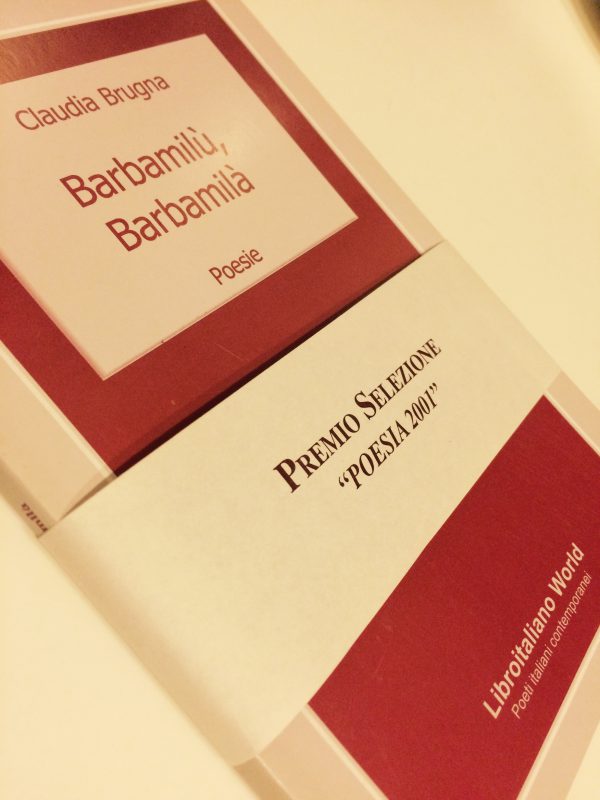 Claudia Brugna
Barbamilù,
Barbamilà
Poesie
PREMIO SELEZIONE
“POESIA 2001”
Libroitaliano World
Poeti italiani contemporanei